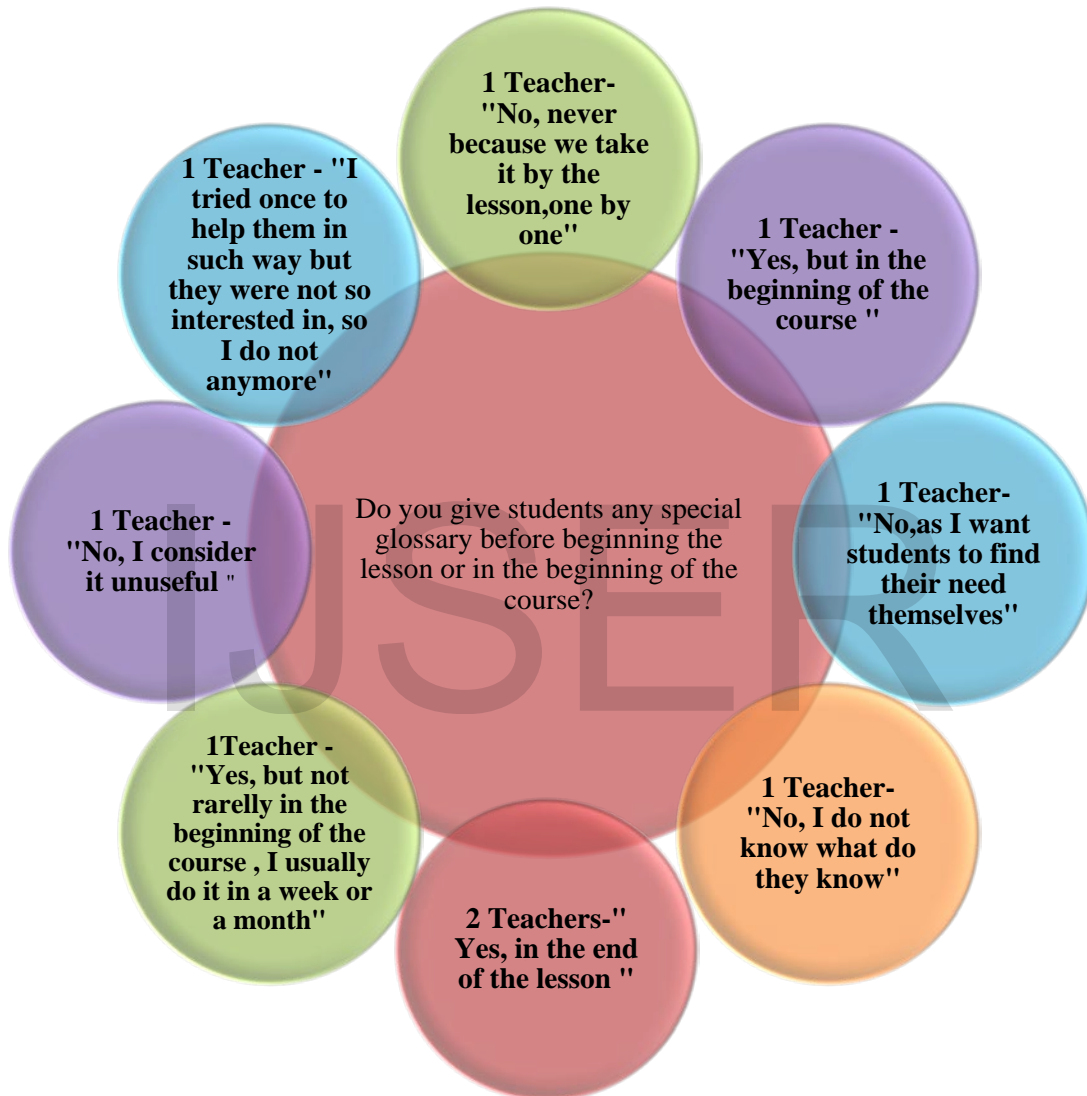 1 Teacher-
"No, never
because we take
it by the
lesson,one by
one"
1 Teacher -
"Yes, but in the
beginning of the
course "
1 Teacher-
"No,as I want
students to find
their need
themselves"
1 Teacher-
"No, I do not
know what do
they know"
2 Teachers-"
Yes, in the end
of the lesson "
1Teacher -
"Yes, but not
rarelly in the
beginning of the
course , I usually
do it in a week or
a month"
1 Teacher -
"No, I consider
it unuseful "
1 Teacher - "I
tried once to
help them in
such way but
they were not so
interested in, so
I do not
anymore"
Do you give students any special
glossary before beginning the
lesson or in the beginning of the
course?
IJSER